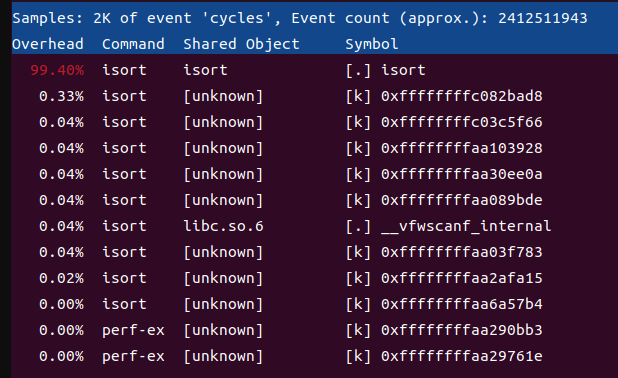 Samples: 2K of event 'cycles', Event count (approx.): 2412511943
Overhead  Command  Shared Object      Symbol
  99.40%  isort    isort              [.] isort
   0.33%  isort    [unknown]          [k] 0xffffffffc082bad8
   0.04%  isort    [unknown]          [k] 0xffffffffc03c5f66
   0.04%  isort    [unknown]          [k] 0xffffffffaa103928
   0.04%  isort    [unknown]          [k] 0xffffffffaa30ee0a
   0.04%  isort    [unknown]          [k] 0xffffffffaa089bde
   0.04%  isort    libc.so.6          [.] __vfwscanf_internal
   0.04%  isort    [unknown]          [k] 0xffffffffaa03f783
   0.02%  isort    [unknown]          [k] 0xffffffffaa2afa15
   0.00%  isort    [unknown]          [k] 0xffffffffaa6a57b4
   0.00%  perf-ex  [unknown]          [k] 0xffffffffaa290bb3
   0.00%  perf-ex  [unknown]          [k] 0xffffffffaa29761e